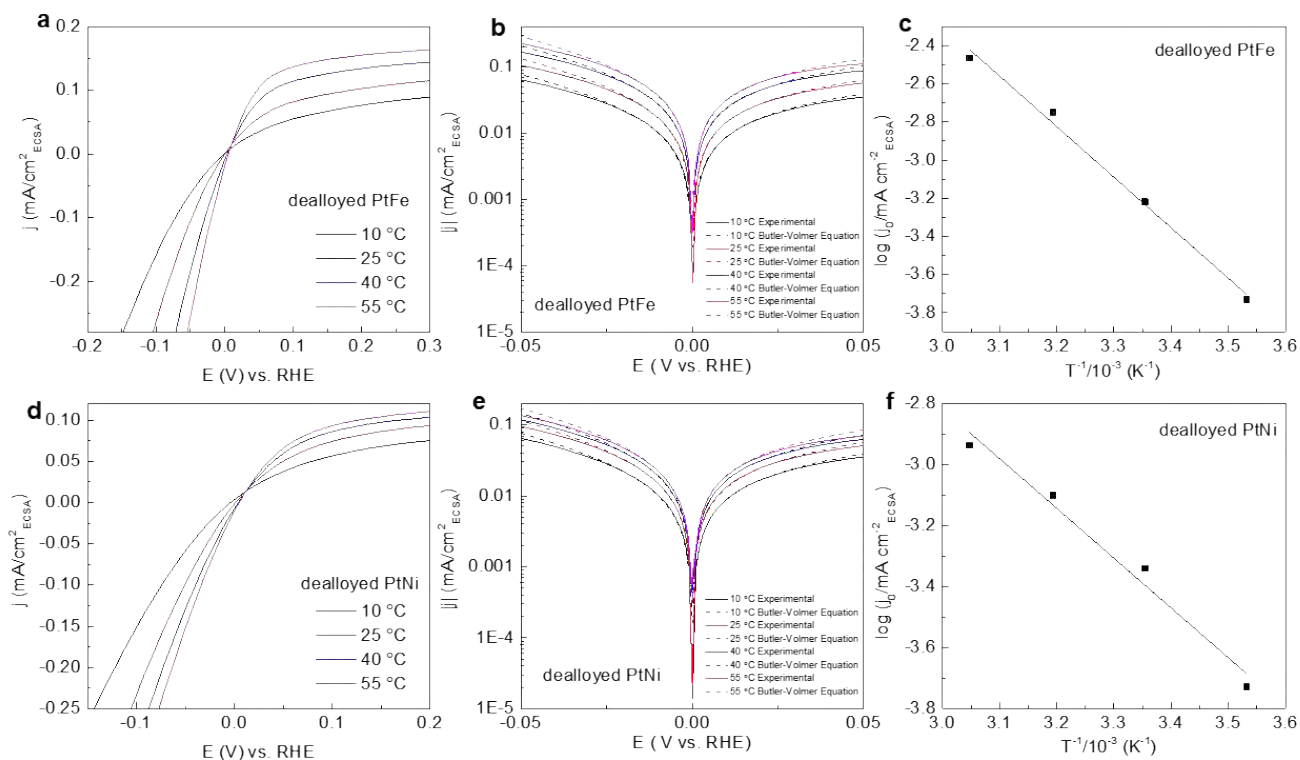 a
0.2
0.1
0.0
-0.1
-0.2
j (mA/cm²ECSA)
dealloyed PtFe
10 °C
25 °C
40 °C
55 °C
-0.2 -0.1 0.0 0.1 0.2 0.3
E (V) vs. RHE
b
0.1
0.01
0.001
1E-4
1E-5
|j| (mA/cm²ECSA)
10 °C Experimental
10 °C Butler-Volmer Equation
25 °C Experimental
25 °C Butler-Volmer Equation
40 °C Experimental
40 °C Butler-Volmer Equation
55 °C Experimental
55 °C Butler-Volmer Equation
dealloyed PtFe
-0.05 0.00 0.05
E (V vs. RHE)
c
dealloyed PtFe
-2.4
-2.6
-2.8
-3.0
-3.2
-3.4
-3.6
-3.8
-4.0
log (j₀/mA cm⁻²ECSA)
3.0 3.1 3.2 3.3 3.4 3.5 3.6
T⁻¹/10⁻³ (K⁻¹)
d
0.10
0.05
0.00
-0.05
-0.10
-0.15
-0.20
-0.25
j (mA/cm²ECSA)
dealloyed PtNi
10 °C
25 °C
40 °C
55 °C
-0.1 0.0 0.1 0.2
E (V) vs. RHE
e
0.1
0.01
0.001
1E-4
1E-5
|j| (mA/cm²ECSA)
10 °C Experimental
10 °C Butler-Volmer Equation
25 °C Experimental
25 °C Butler-Volmer Equation
40 °C Experimental
40 °C Butler-Volmer Equation
55 °C Experimental
55 °C Butler-Volmer Equation
dealloyed PtNi
-0.05 0.00 0.05
E ( V vs. RHE)
f
dealloyed PtNi
-2.8
-3.0
-3.2
-3.4
-3.6
-3.8
log (j₀/mA cm⁻²ECSA)
3.0 3.1 3.2 3.3 3.4 3.5 3.6
T⁻¹/10⁻³ (K⁻¹)